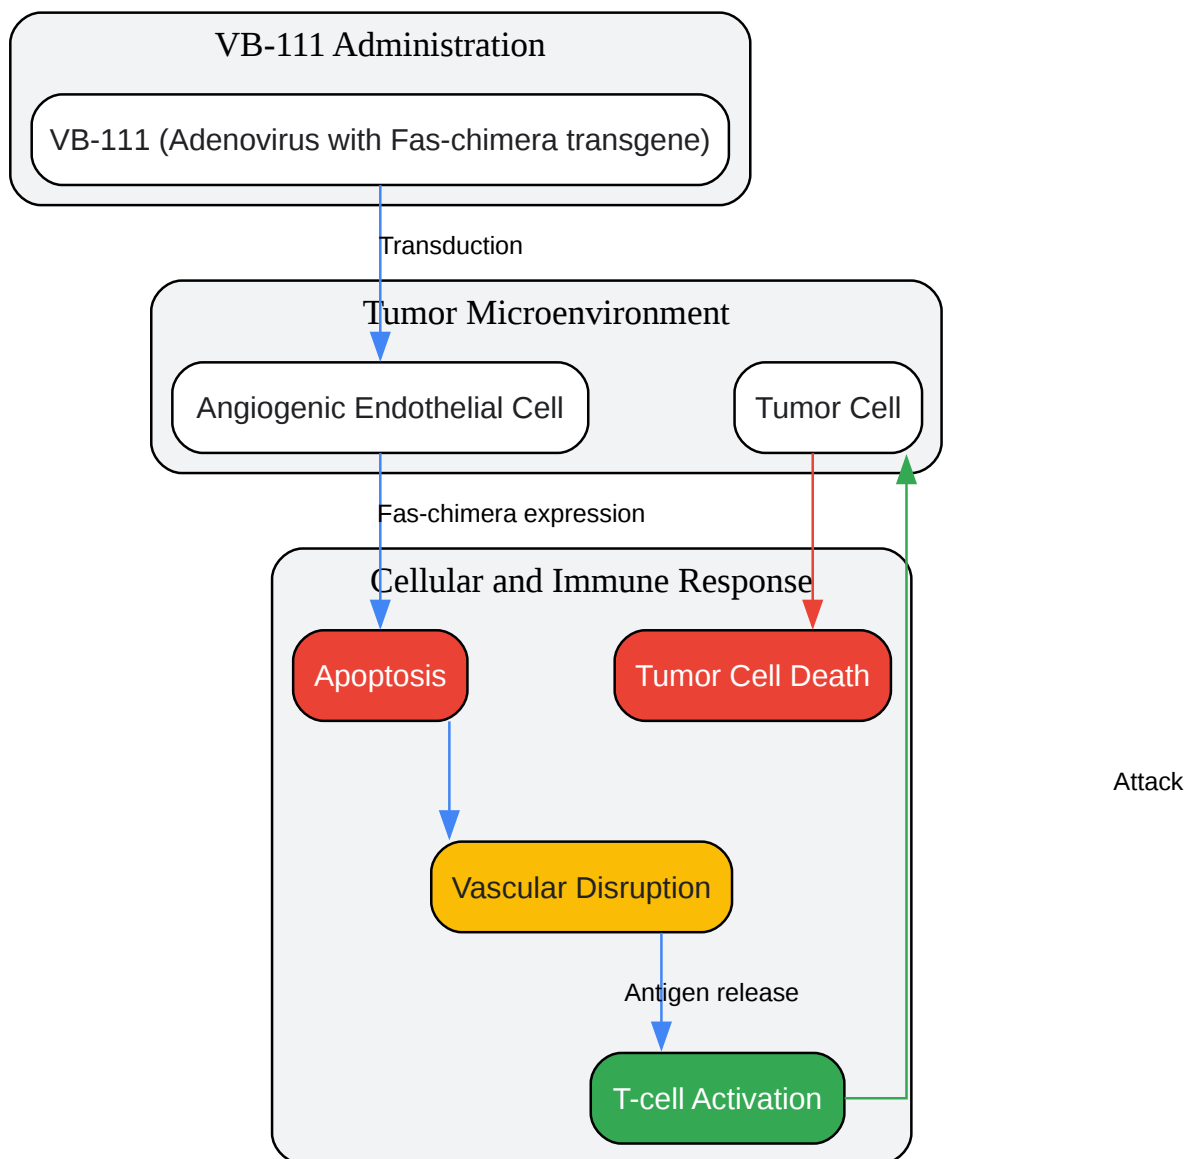 VB-111 Administration
VB-111 (Adenovirus with Fas-chimera transgene)
Transduction
Tumor Microenvironment
Angiogenic Endothelial Cell
Tumor Cell
Fas-chimera expression
Cellular and Immune Response
Apoptosis
Tumor Cell Death
Attack
Vascular Disruption
Antigen release
T-cell Activation